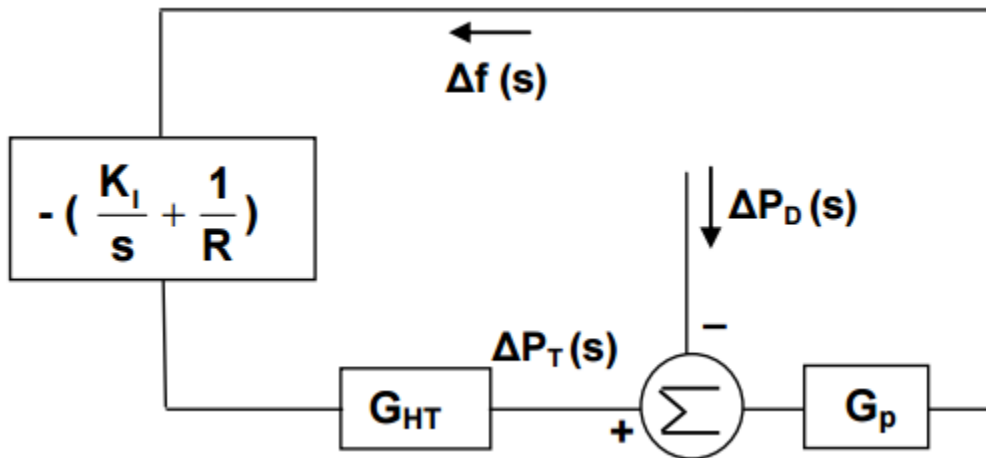 Δf (s)
- ( K_I/s + 1/R )
ΔP_D (s)
−
ΔP_T (s)
G_HT
+
Σ
G_p